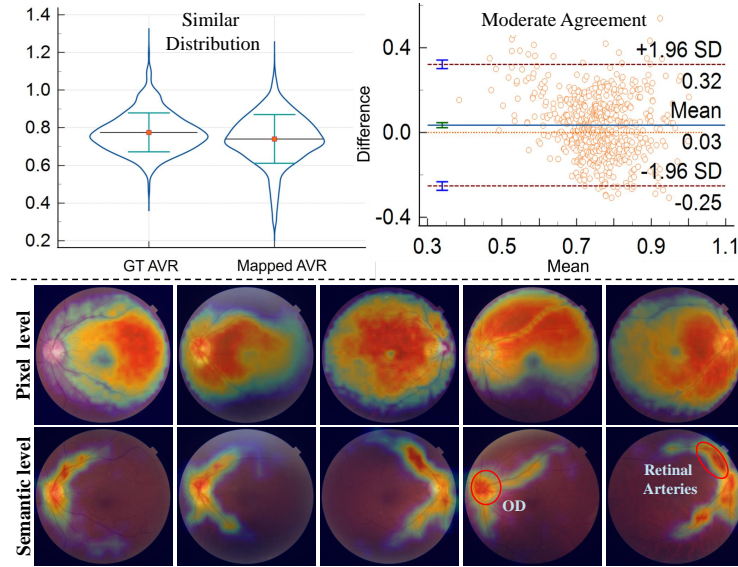 Similar
Distribution
1.4
1.2
1.0
0.8
0.6
0.4
0.2
GT AVR
Mapped AVR
Moderate Agreement
Difference
0.4
0.0
-0.4
+1.96 SD
0.32
Mean
0.03
-1.96 SD
-0.25
0.3
0.5
0.7
0.9
1.1
Mean
Pixel level
Semantic level
OD
Retinal
Arteries